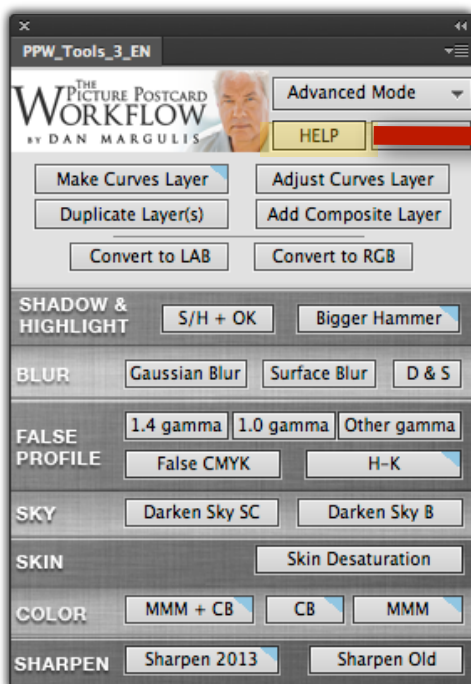 PPW_Tools_3_EN
THE
PICTURE POSTCARD
WORKFLOW
BY DAN MARGULIS
Advanced Mode
HELP
Make Curves Layer
Adjust Curves Layer
Duplicate Layer(s)
Add Composite Layer
Convert to LAB
Convert to RGB
SHADOW &
HIGHLIGHT
S/H + OK
Bigger Hammer
BLUR
Gaussian Blur
Surface Blur
D & S
FALSE
PROFILE
1.4 gamma
1.0 gamma
Other gamma
False CMYK
H-K
SKY
Darken Sky SC
Darken Sky B
SKIN
Skin Desaturation
COLOR
MMM + CB
CB
MMM
SHARPEN
Sharpen 2013
Sharpen Old